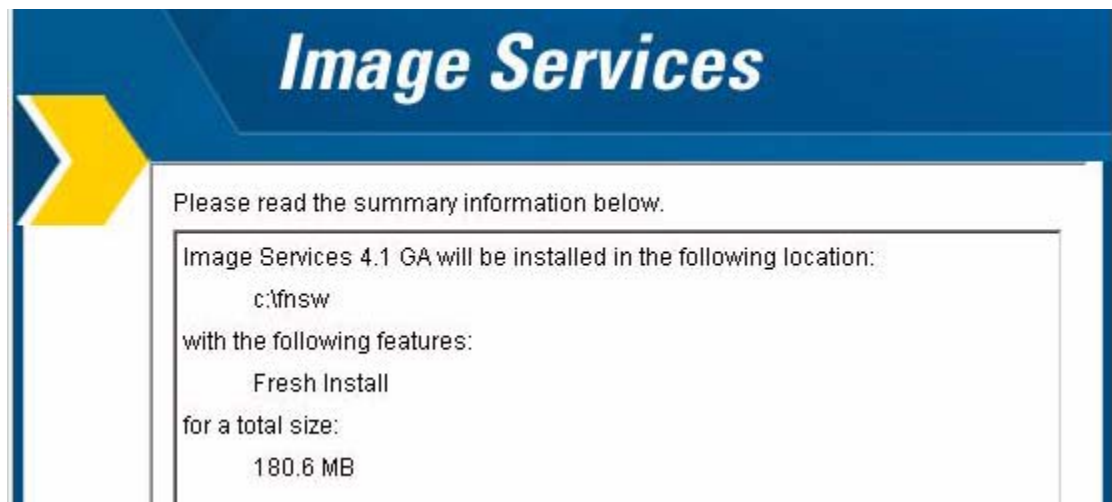 Image Services
Please read the summary information below.
Image Services 4.1 GA will be installed in the following location:
c:\fnsw
with the following features:
Fresh Install
for a total size:
180.6 MB